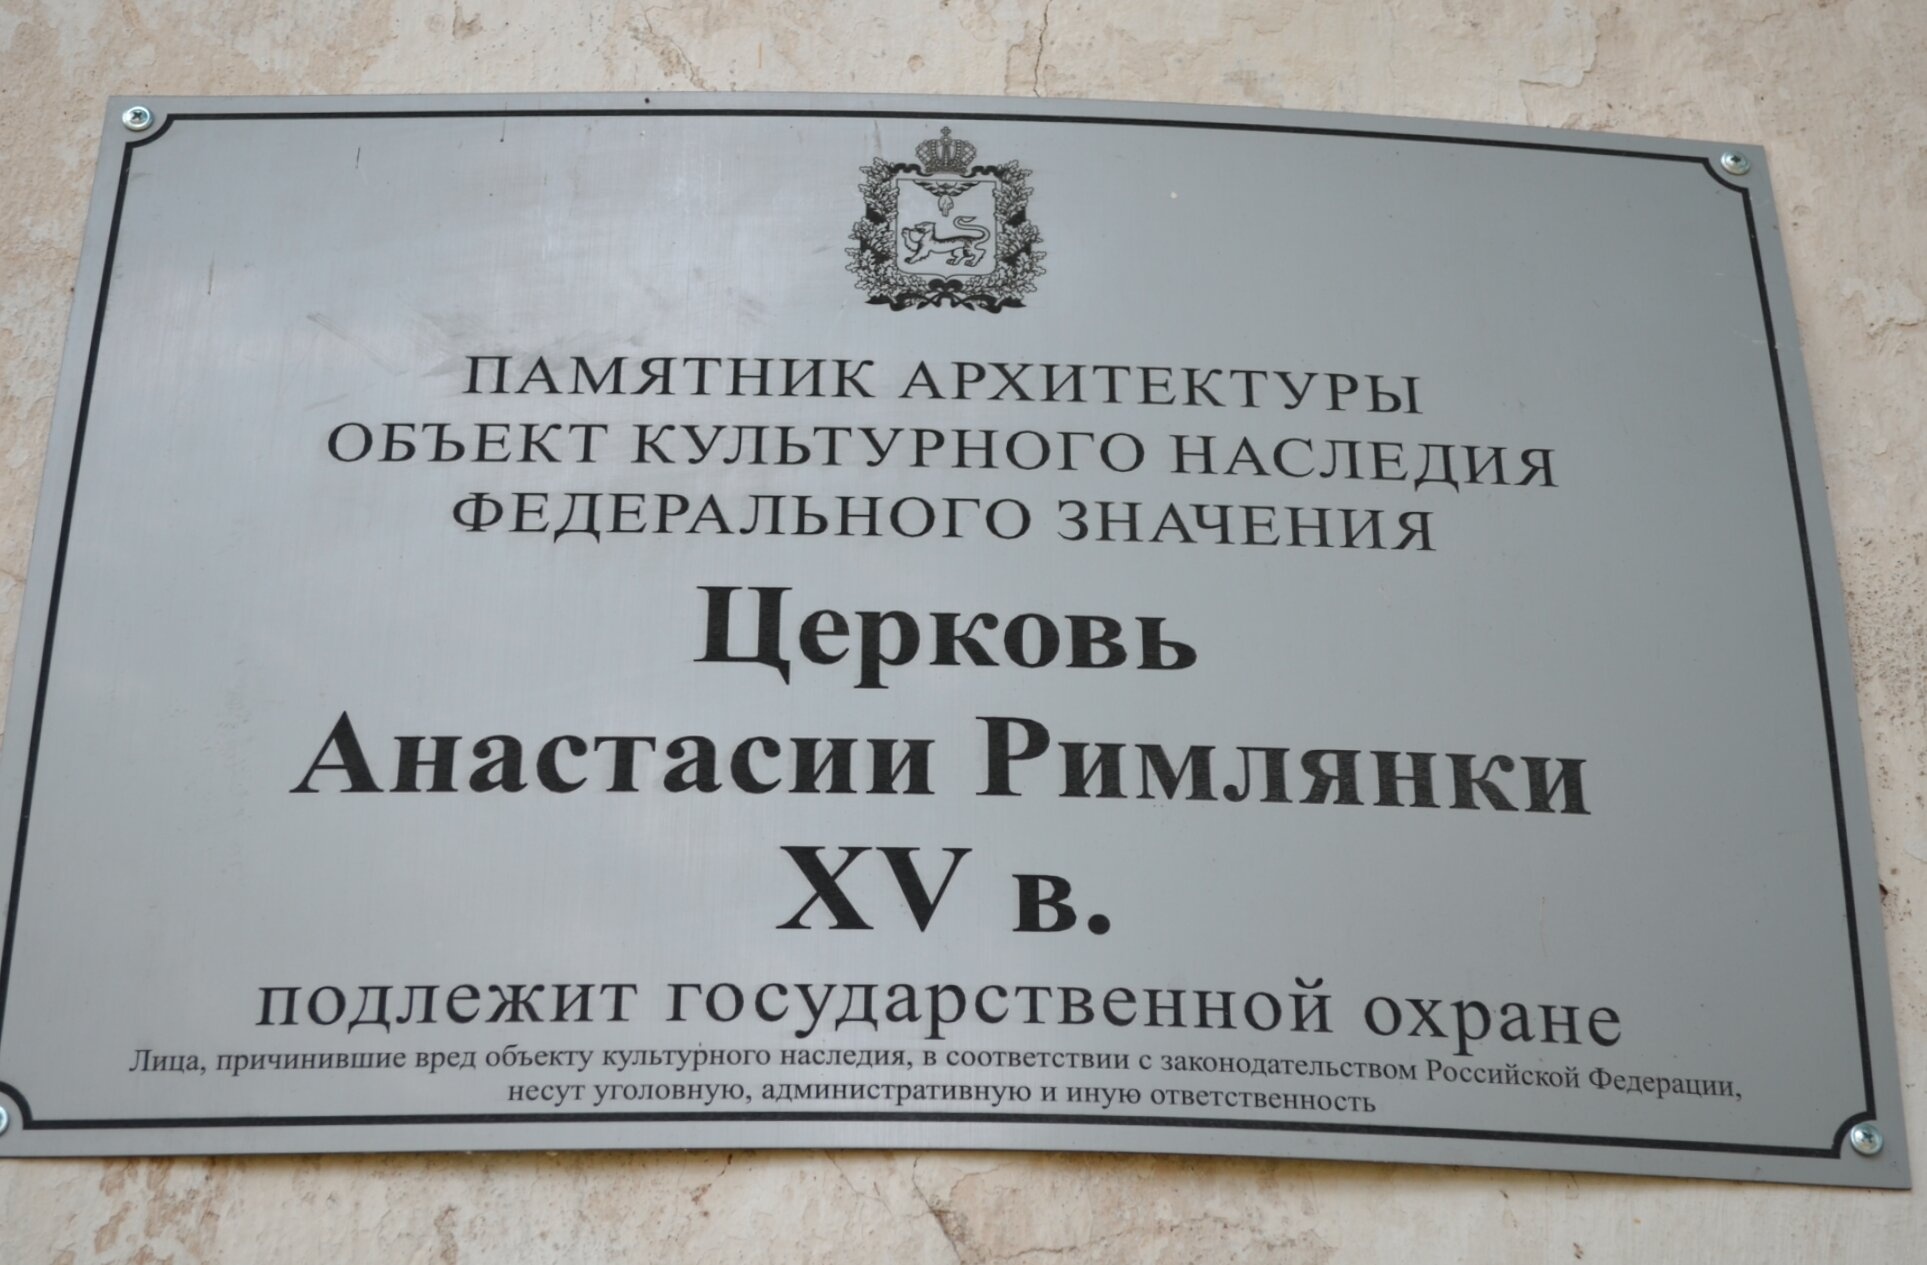 ПАМЯТНИК АРХИТЕКТУРЫ
ОБЪЕКТ КУЛЬТУРНОГО НАСЛЕДИЯ
ФЕДЕРАЛЬНОГО ЗНАЧЕНИЯ
Церковь
Анастасии Римлянки
XV в.
подлежит государственной охране
Лица, причинившие вред объекту культурного наследия, в соответствии с законодательством Российской Федерации,
несут уголовную, административную и иную ответственность